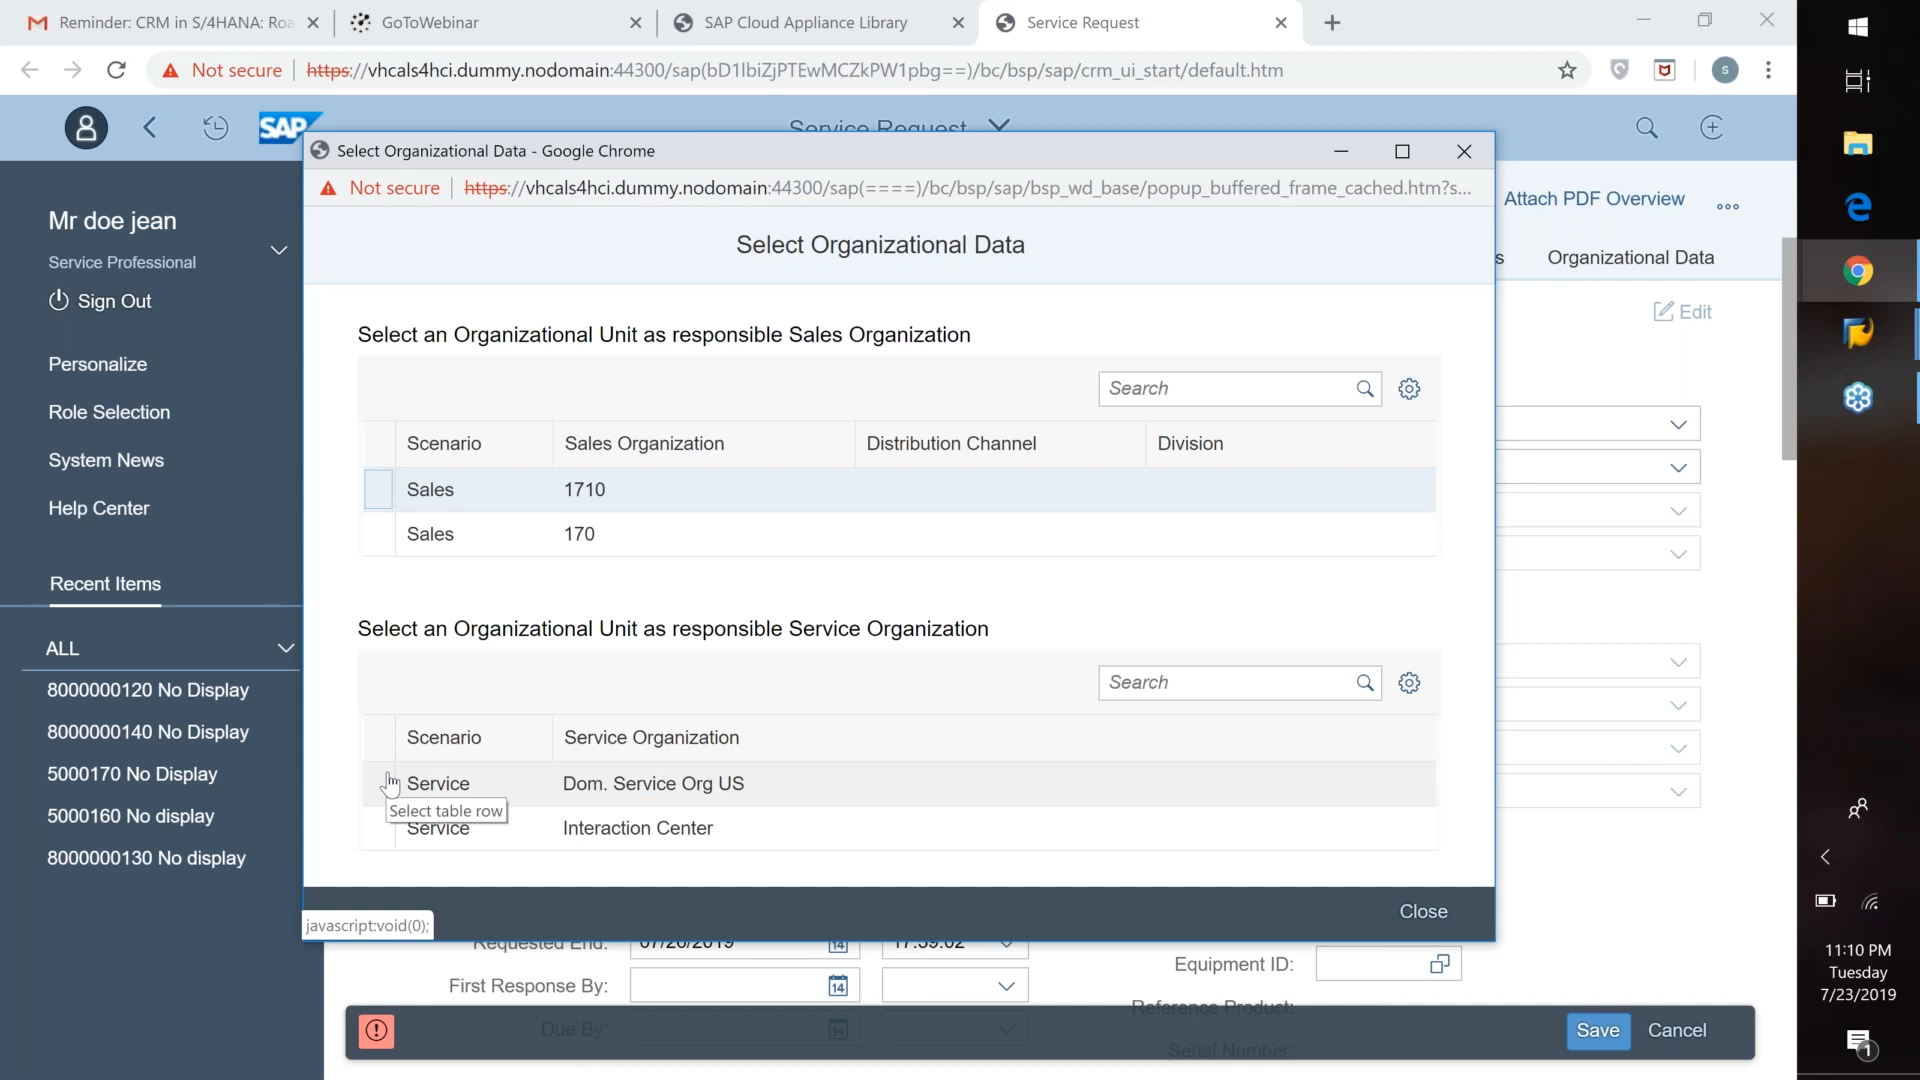 Reminder: CRM in S/4HANA: Roa
GoToWebinar
SAP Cloud Appliance Library
Service Request
Not secure
https://vhcals4hci.dummy.nodomain:44300/sap(bD1lbiZjPTEwMCZkPW1pbg==)/bc/bsp/sap/crm_ui_start/default.htm
s
SAP
Service Request
Select Organizational Data - Google Chrome
Not secure
https://vhcals4hci.dummy.nodomain:44300/sap(====)/bc/bsp/sap/bsp_wd_base/popup_buffered_frame_cached.htm?s...
Attach PDF Overview
Mr doe jean
Service Professional
Sign Out
Personalize
Role Selection
System News
Help Center
Recent Items
ALL
8000000120 No Display
8000000140 No Display
5000170 No Display
5000160 No display
8000000130 No display
Select Organizational Data
s
Organizational Data
Edit
Select an Organizational Unit as responsible Sales Organization
Search
Scenario Sales Organization Distribution Channel Division
Sales 1710
Sales 170
Select an Organizational Unit as responsible Service Organization
Search
Scenario Service Organization
Service Dom. Service Org US
Select table row
Service Interaction Center
Close
javascript:void(0);
Requested End: 07/26/2019 14 17:59:02
Equipment ID:
First Response By: 14
Reference Product:
Due By: 14
Serial Number:
Save
Cancel
11:10 PM
Tuesday
7/23/2019
1